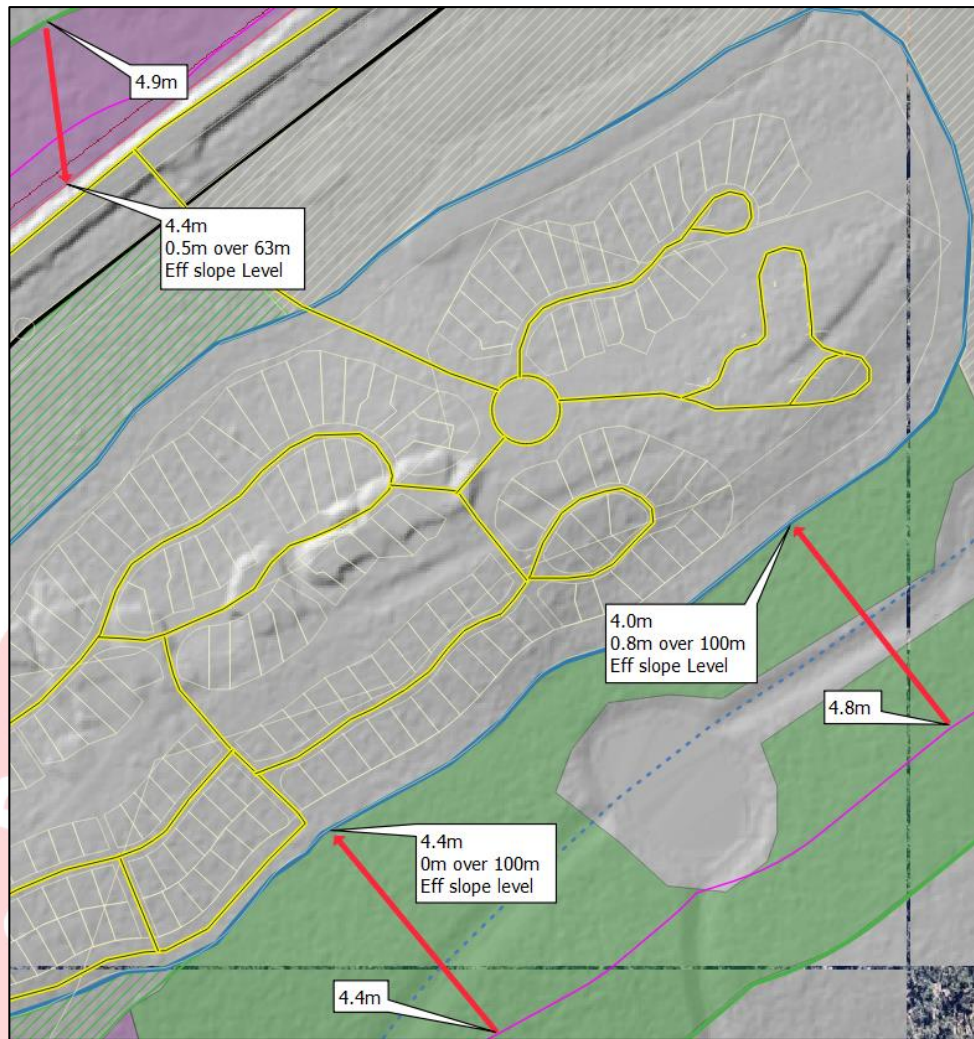 4.9m
4.4m
0.5m over 63m
Eff slope Level
4.0m
0.8m over 100m
Eff slope Level
4.8m
4.4m
0m over 100m
Eff slope level
4.4m